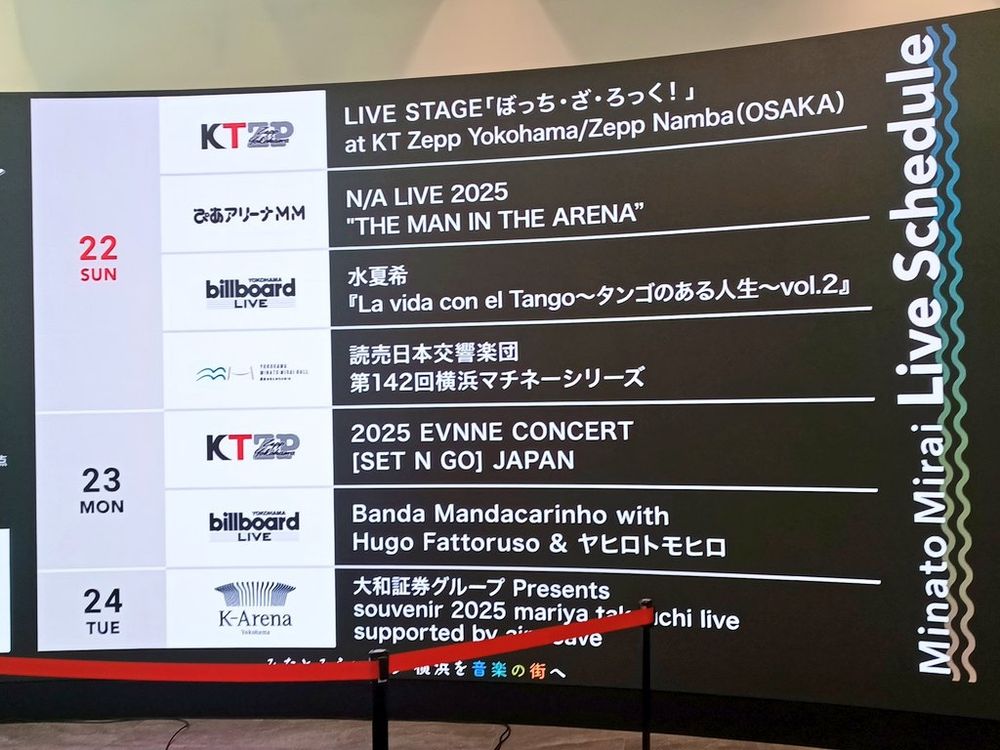 22
SUN
KT Zepp
Yokohama
LIVE STAGE「ぼっち・ざ・ろっく！」
at KT Zepp Yokohama/Zepp Namba(OSAKA)
ぴあアリーナMM
N/A LIVE 2025
"THE MAN IN THE ARENA”
YOKOHAMA
billboard
LIVE
水夏希
『La vida con el Tango～タンゴのある人生～vol.2』
YOKOHAMA
MINATO MIRAI HALL
読売日本交響楽団
第142回横浜マチネーシリーズ
23
MON
KT Zepp
Yokohama
2025 EVNNE CONCERT
[SET N GO] JAPAN
YOKOHAMA
billboard
LIVE
Banda Mandacarinho with
Hugo Fattoruso & ヤヒロトモヒロ
24
TUE
K-Arena
Yokohama
大和証券グループ Presents
souvenir 2025 mariya live
supported by
横浜を音楽の街へ
Minato Mirai Live Schedule
点